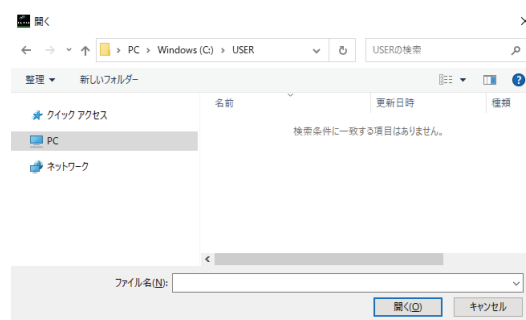 開く
PC > Windows (C:) > USER
USERの検索
整理 新しいフォルダー
名前 更新日時 種類
クイック アクセス
検索条件に一致する項目はありません。
PC
ネットワーク
ファイル名(N):
開く(O) キャンセル